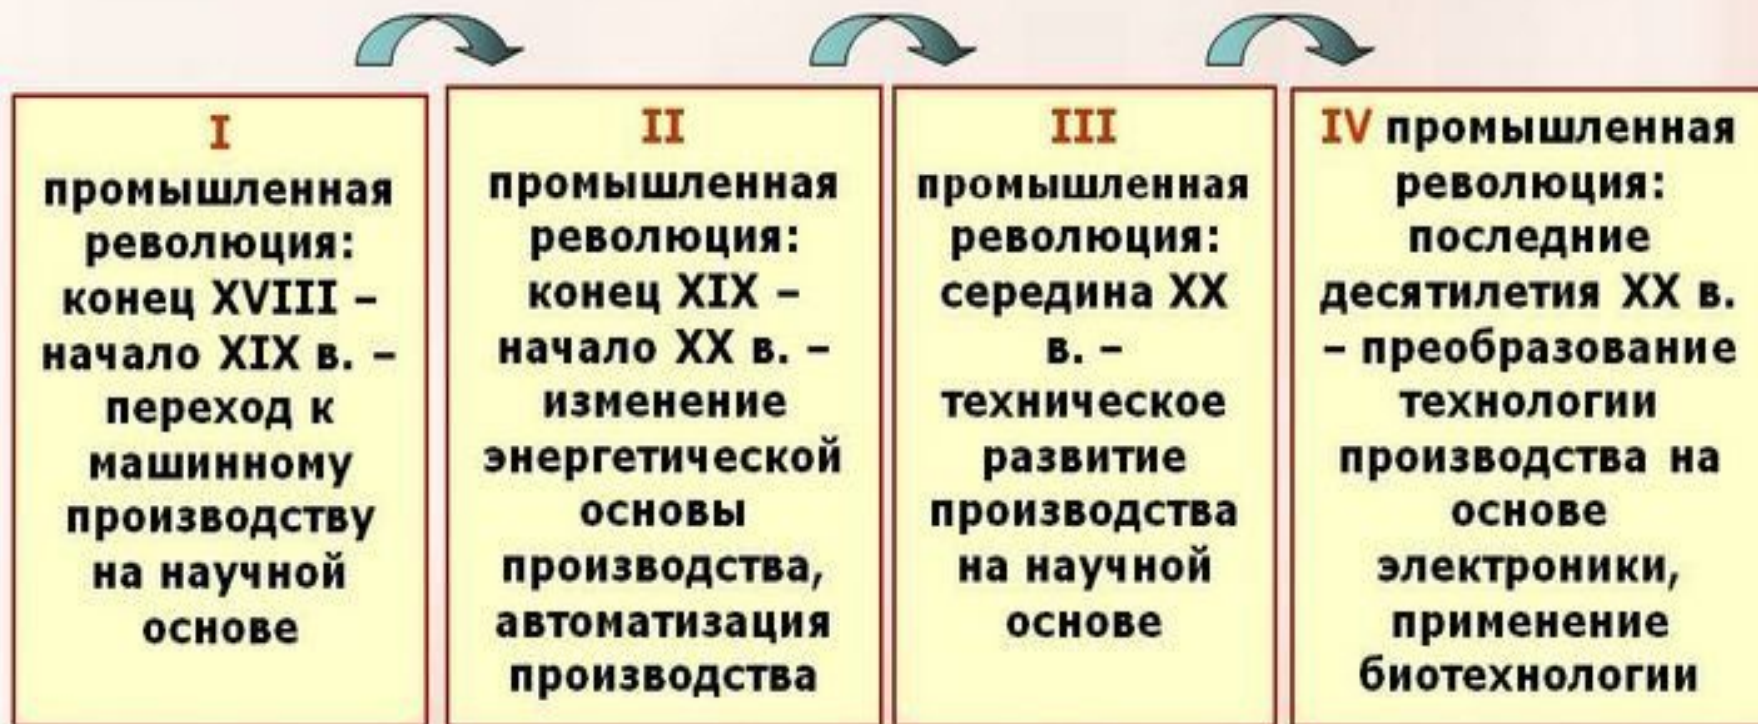 I
промышленная
революция:
конец XVIII –
начало XIX в. –
переход к
машинному
производству
на научной
основе
II
промышленная
революция:
конец XIX –
начало XX в. –
изменение
энергетической
основы
производства,
автоматизация
производства
III
промышленная
революция:
середина XX
в. –
техническое
развитие
производства
на научной
основе
IV промышленная
революция:
последние
десятилетия XX в.
– преобразование
технологии
производства на
основе
электроники,
применение
биотехнологии